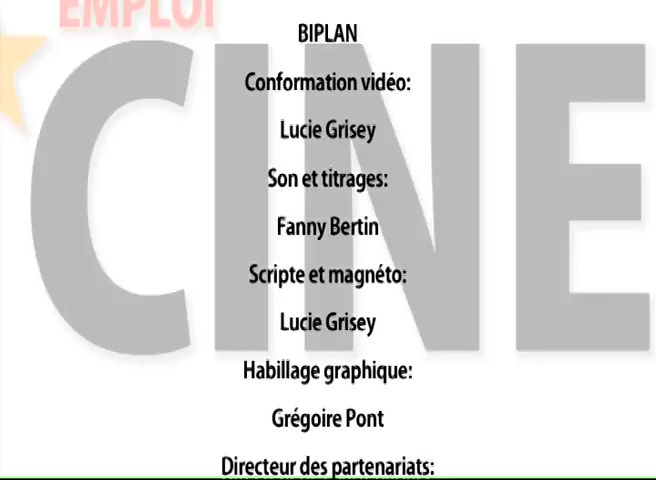 EMPLOI
CINE
BIPLAN
Conformation vidéo:
Lucie Grisey
Son et titrages:
Fanny Bertin
Scripte et magnéto:
Lucie Grisey
Habillage graphique:
Grégoire Pont
Directeur des partenariats: